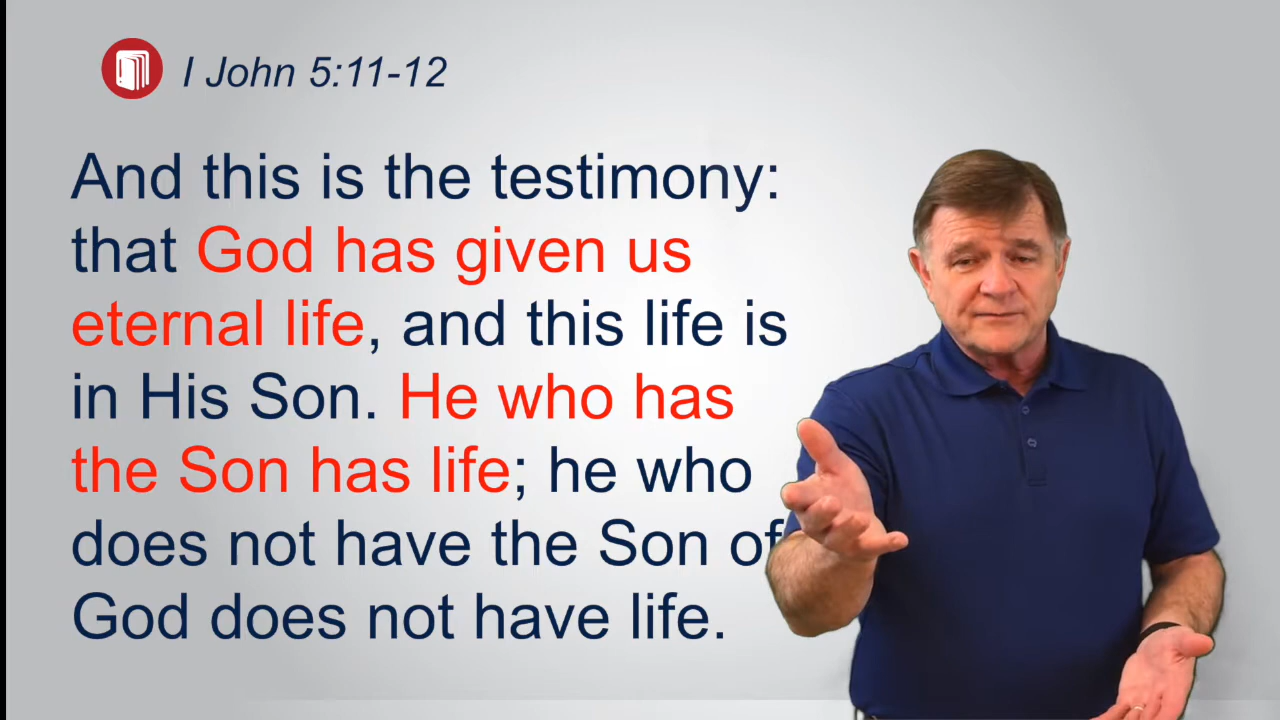 I John 5:11-12
And this is the testimony:
that God has given us
eternal life, and this life is
in His Son. He who has
the Son has life; he who
does not have the Son of
God does not have life.